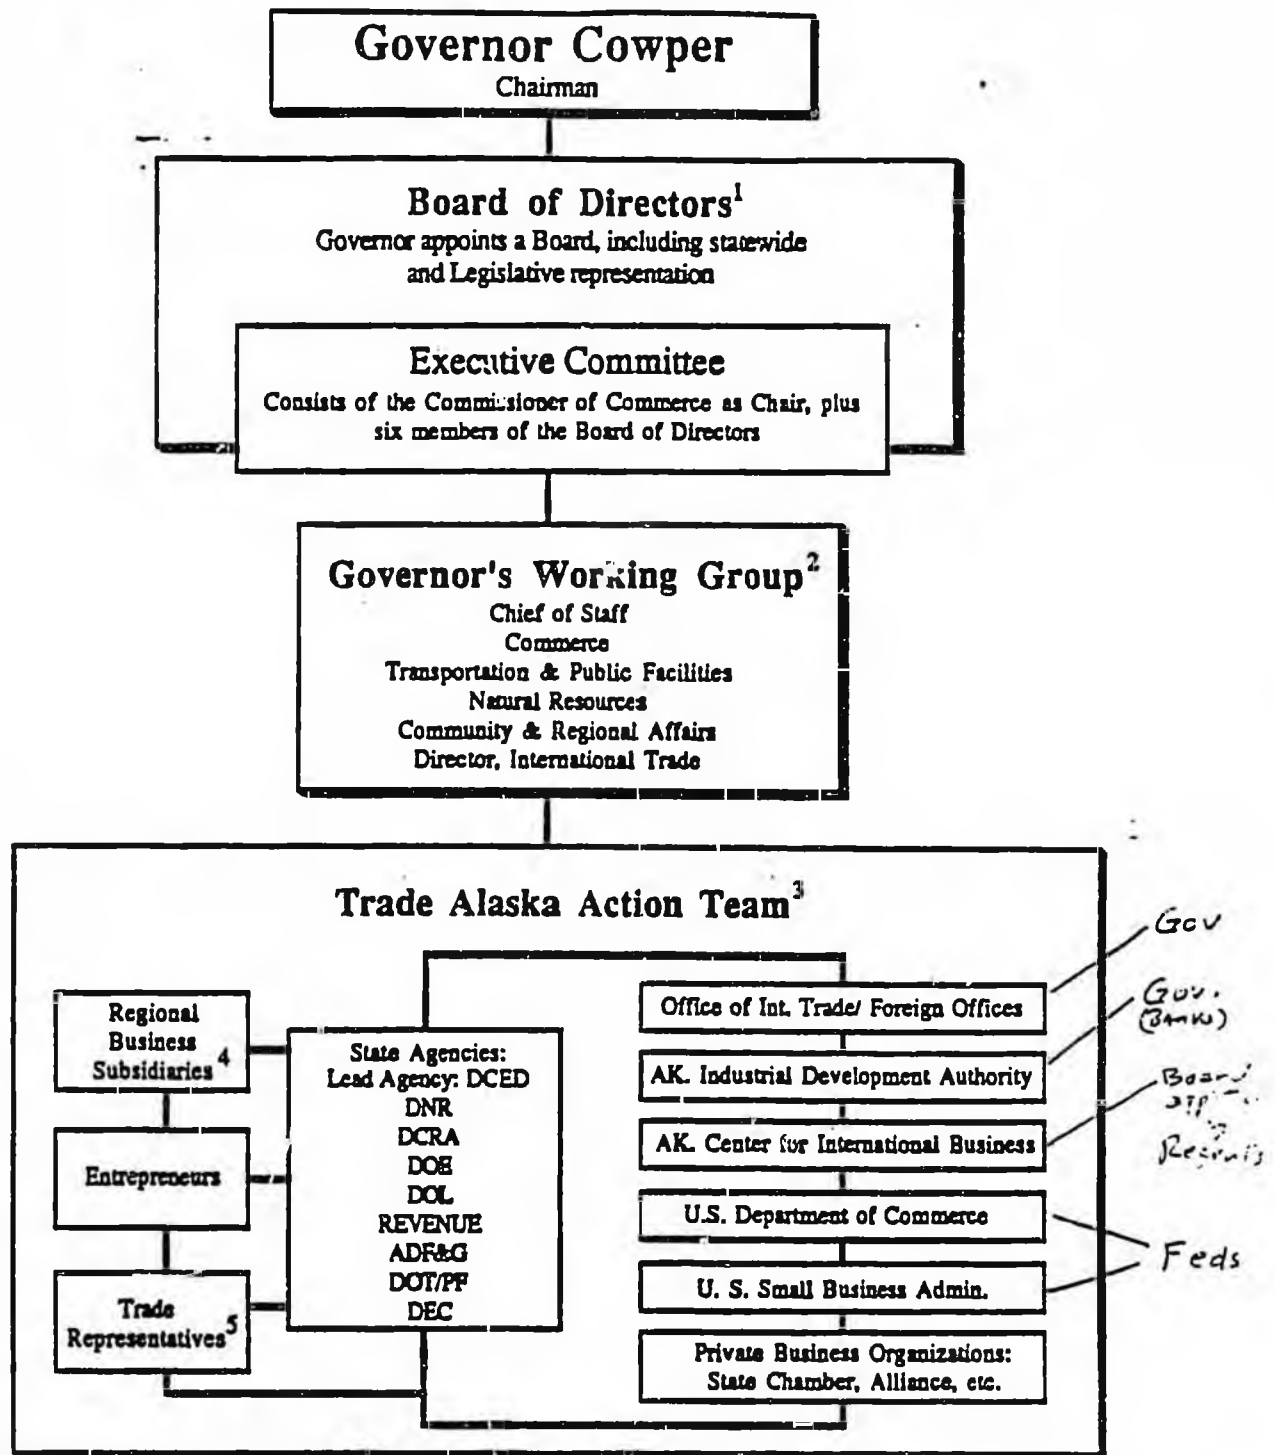 Governor Cowper
Chairman
Board of Directors1
Governor appoints a Board, including statewide
and Legislative representation
Executive Committee
Consists of the Commissioner of Commerce as Chair, plus
six members of the Board of Directors
Governor's Working Group2
Chief of Staff
Commerce
Transportation & Public Facilities
Natural Resources
Community & Regional Affairs
Director, International Trade
Trade Alaska Action Team3
Regional
Business
Subsidiaries4
Entrepreneurs
Trade
Representatives5
State Agencies:
Lead Agency: DCED
DNR
DCRA
DOE
DOL
REVENUE
ADF&G
DOT/PF
DEC
Office of Int. Trade/ Foreign Offices
AK. Industrial Development Authority
AK. Center for International Business
U.S. Department of Commerce
U. S. Small Business Admin.
Private Business Organizations:
State Chamber, Alliance, etc.
Gov
Gov.
(BANKS)
Board
Feds